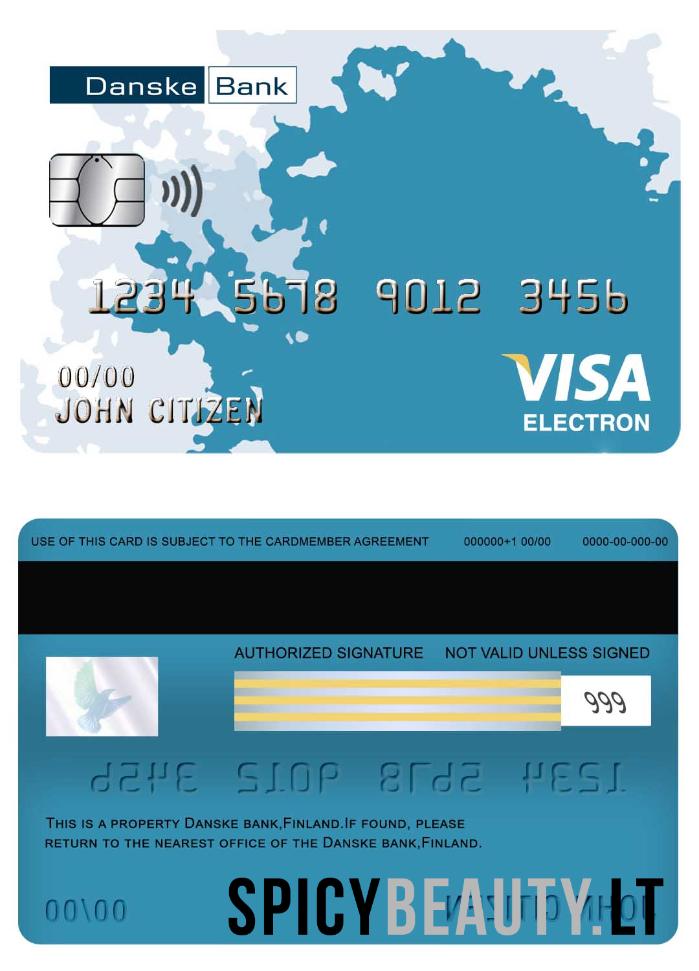 Danske Bank
1234 5678 9012 3456
00/00
JOHN CITIZEN
VISA
ELECTRON
USE OF THIS CARD IS SUBJECT TO THE CARDMEMBER AGREEMENT 000000+1 00/00 0000-00-000-00
AUTHORIZED SIGNATURE NOT VALID UNLESS SIGNED
999
1234 5678 9012 3456
THIS IS A PROPERTY DANSKE BANK,FINLAND.IF FOUND, PLEASE
RETURN TO THE NEAREST OFFICE OF THE DANSKE BANK,FINLAND.
00/00 JOHN CITIZEN
SPICYBEAUTY.LT